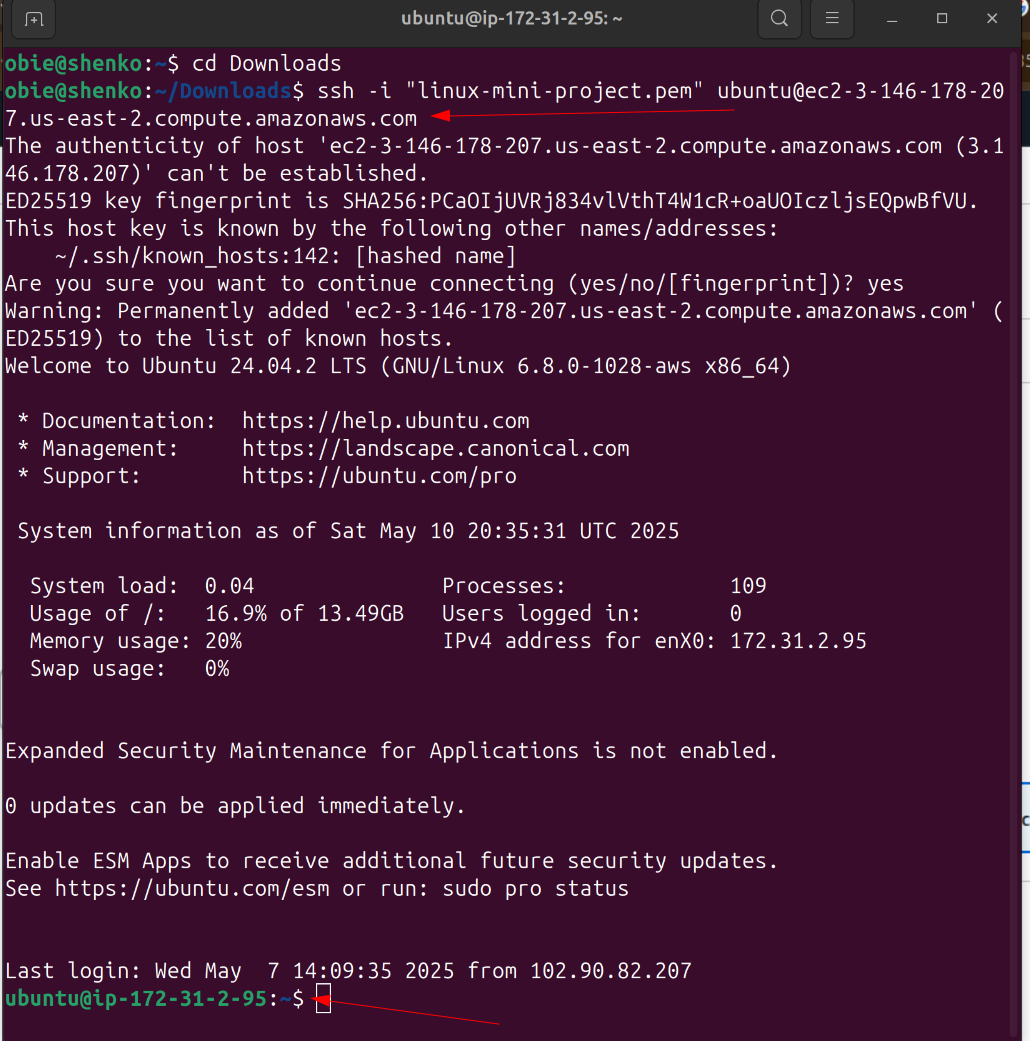 ubuntu@ip-172-31-2-95: ~
obie@shenko:~$ cd Downloads
obie@shenko:~/Downloads$ ssh -i "linux-mini-project.pem" ubuntu@ec2-3-146-178-20
7.us-east-2.compute.amazonaws.com
The authenticity of host 'ec2-3-146-178-207.us-east-2.compute.amazonaws.com (3.1
46.178.207)' can't be established.
ED25519 key fingerprint is SHA256:PCaOIjUVRj834vlVthT4W1cR+oaUOIczljsEQpwBfVU.
This host key is known by the following other names/addresses:
    ~/.ssh/known_hosts:142: [hashed name]
Are you sure you want to continue connecting (yes/no/[fingerprint])? yes
Warning: Permanently added 'ec2-3-146-178-207.us-east-2.compute.amazonaws.com' (
ED25519) to the list of known hosts.
Welcome to Ubuntu 24.04.2 LTS (GNU/Linux 6.8.0-1028-aws x86_64)

 * Documentation:  https://help.ubuntu.com
 * Management:     https://landscape.canonical.com
 * Support:        https://ubuntu.com/pro

 System information as of Sat May 10 20:35:31 UTC 2025

  System load:  0.04               Processes:             109
  Usage of /:   16.9% of 13.49GB   Users logged in:       0
  Memory usage: 20%                IPv4 address for enX0: 172.31.2.95
  Swap usage:   0%

Expanded Security Maintenance for Applications is not enabled.

0 updates can be applied immediately.

Enable ESM Apps to receive additional future security updates.
See https://ubuntu.com/esm or run: sudo pro status

Last login: Wed May  7 14:09:35 2025 from 102.90.82.207
ubuntu@ip-172-31-2-95:~$